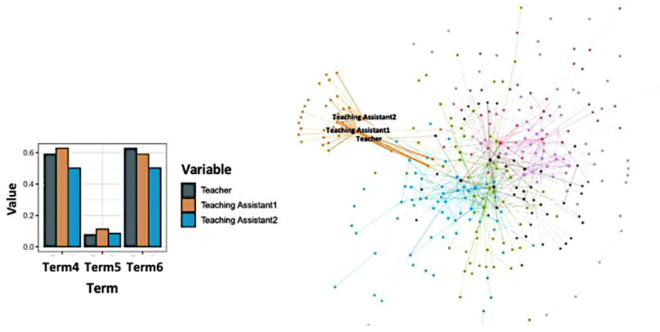 Value
0.6
0.4
0.2
0.0
Term4 Term5 Term6
Term
Variable
Teacher
Teaching Assistant1
Teaching Assistant2
Teaching Assistant2
Teaching Assistant1
Teacher